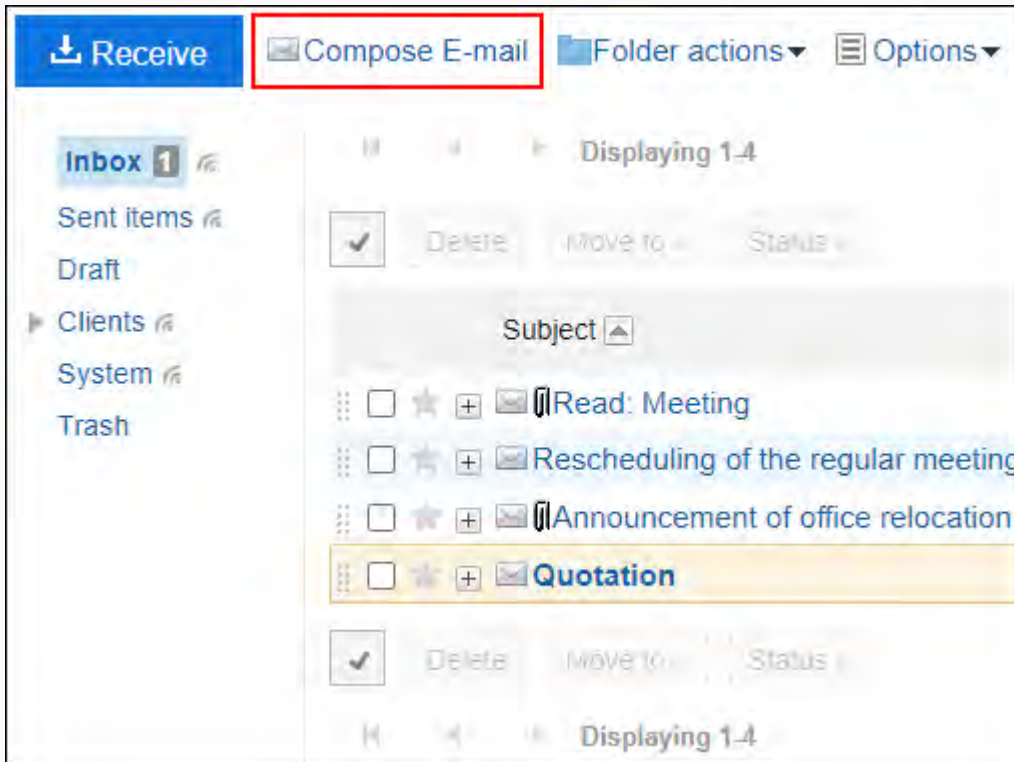 Receive Compose E-mail Folder actions Options
Inbox 1
Sent items
Draft
Clients
System
Trash
Displaying 1-4
Delete Move to Status
Subject
Read: Meeting
Rescheduling of the regular meeting
Announcement of office relocation
Quotation
Delete Move to Status
Displaying 1-4